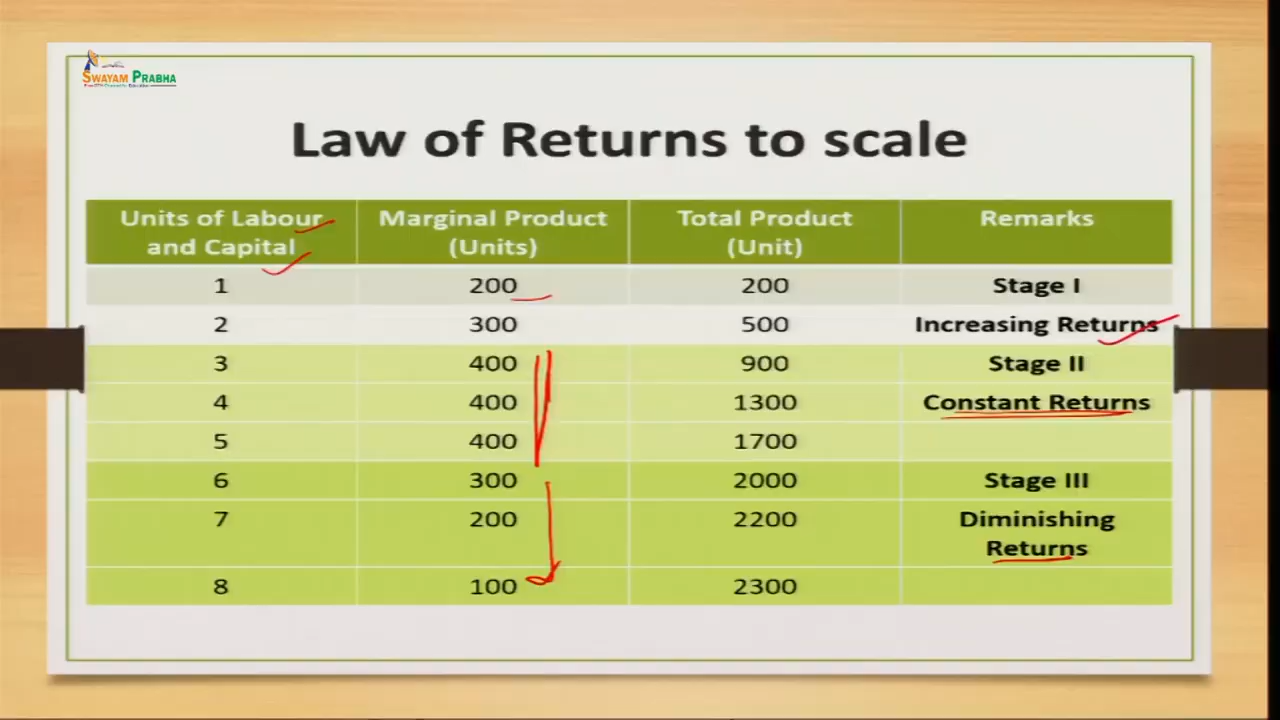 SWAYAM PRABHA
Law of Returns to scale
Units of Labour and Capital Marginal Product (Units) Total Product (Unit) Remarks
1 200 200 Stage I
2 300 500 Increasing Returns
3 400 900 Stage II
4 400 1300 Constant Returns
5 400 1700
6 300 2000 Stage III
7 200 2200 Diminishing Returns
8 100 2300